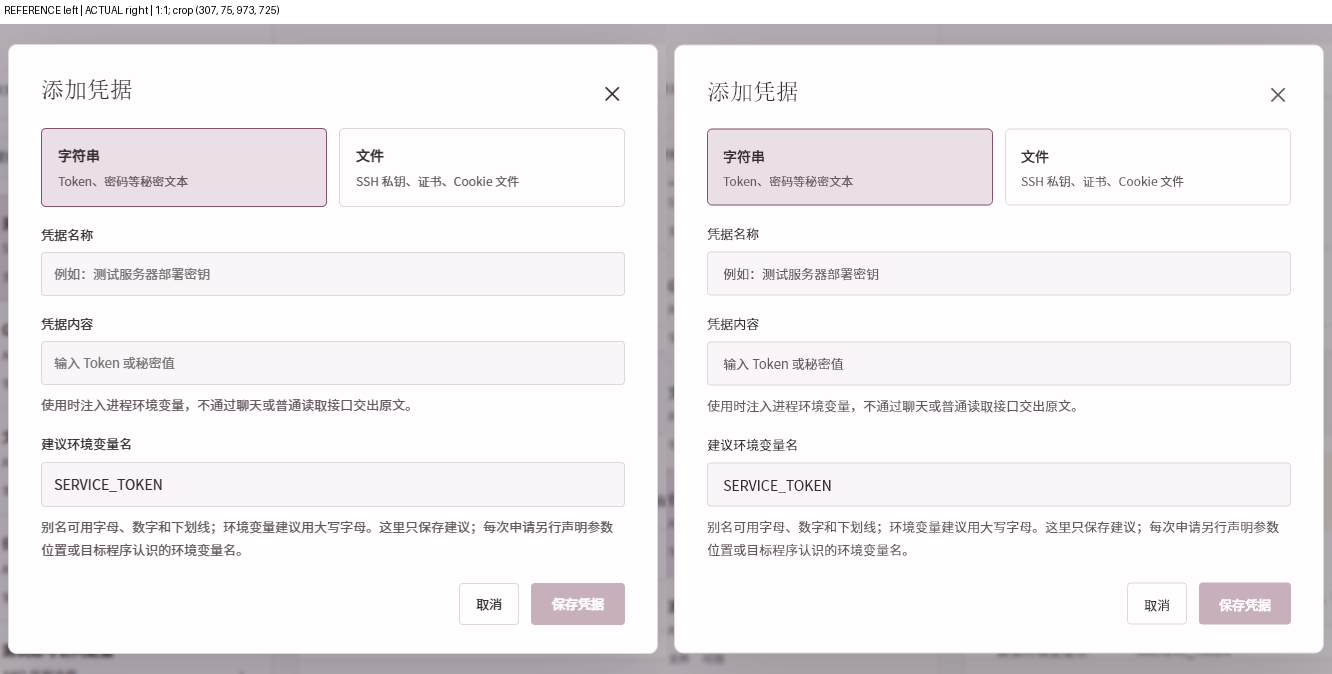 REFERENCE left | ACTUAL right | 1:1; crop (307, 75, 973, 725)
添加凭据
字符串
Token、密码等秘密文本
文件
SSH 私钥、证书、Cookie 文件
凭据名称
例如：测试服务器部署密钥
凭据内容
输入 Token 或秘密值
使用时注入进程环境变量，不通过聊天或普通读取接口交出原文。
建议环境变量名
SERVICE_TOKEN
别名可用字母、数字和下划线；环境变量建议用大写字母。这里只保存建议；每次申请另行声明参数
位置或目标程序认识的环境变量名。
取消
保存凭据
添加凭据
字符串
Token、密码等秘密文本
文件
SSH 私钥、证书、Cookie 文件
凭据名称
例如：测试服务器部署密钥
凭据内容
输入 Token 或秘密值
使用时注入进程环境变量，不通过聊天或普通读取接口交出原文。
建议环境变量名
SERVICE_TOKEN
别名可用字母、数字和下划线；环境变量建议用大写字母。这里只保存建议；每次申请另行声明参数
位置或目标程序认识的环境变量名。
取消
保存凭据